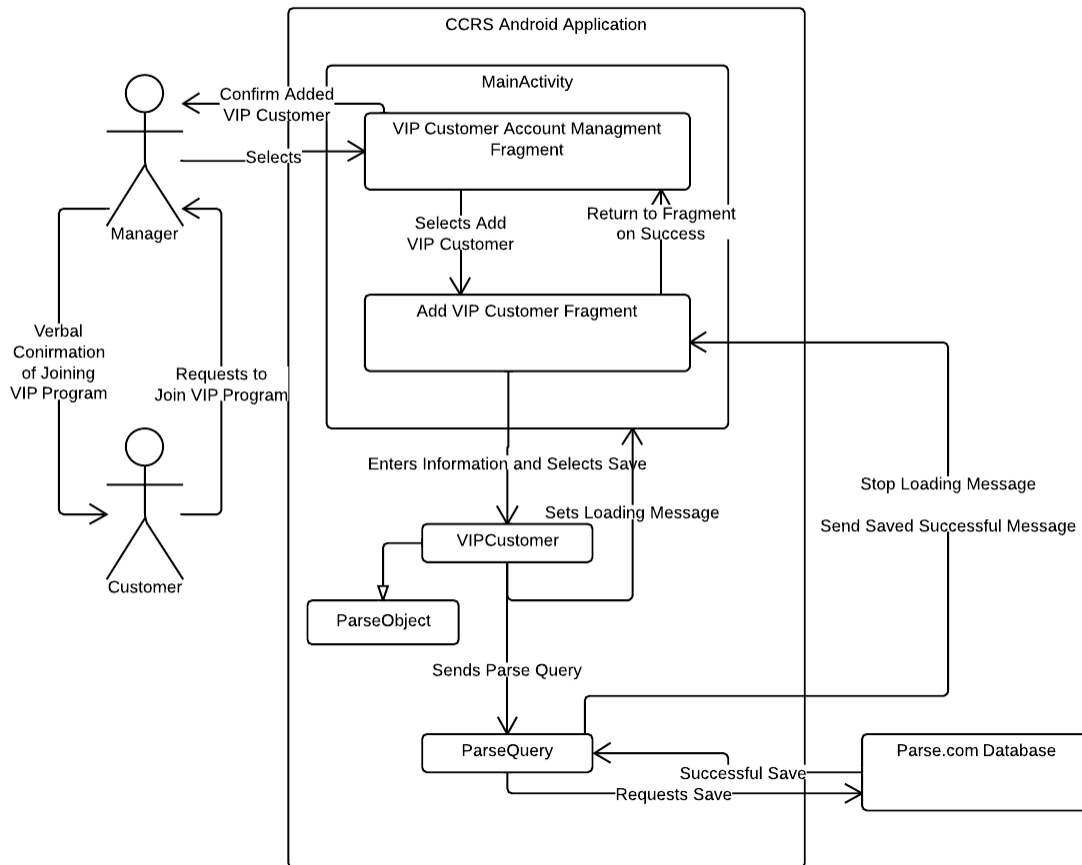 CCRS Android Application
MainActivity
Confirm Added
VIP Customer
VIP Customer Account Managment
Fragment
Selects
Manager
Selects Add
VIP Customer
Return to Fragment
on Success
Add VIP Customer Fragment
Verbal
Conirmation
of Joining
VIP Program
Requests to
Join VIP Program
Customer
Enters Information and Selects Save
Sets Loading Message
Stop Loading Message
Send Saved Successful Message
VIPCustomer
ParseObject
Sends Parse Query
ParseQuery
Parse.com Database
Successful Save
Requests Save